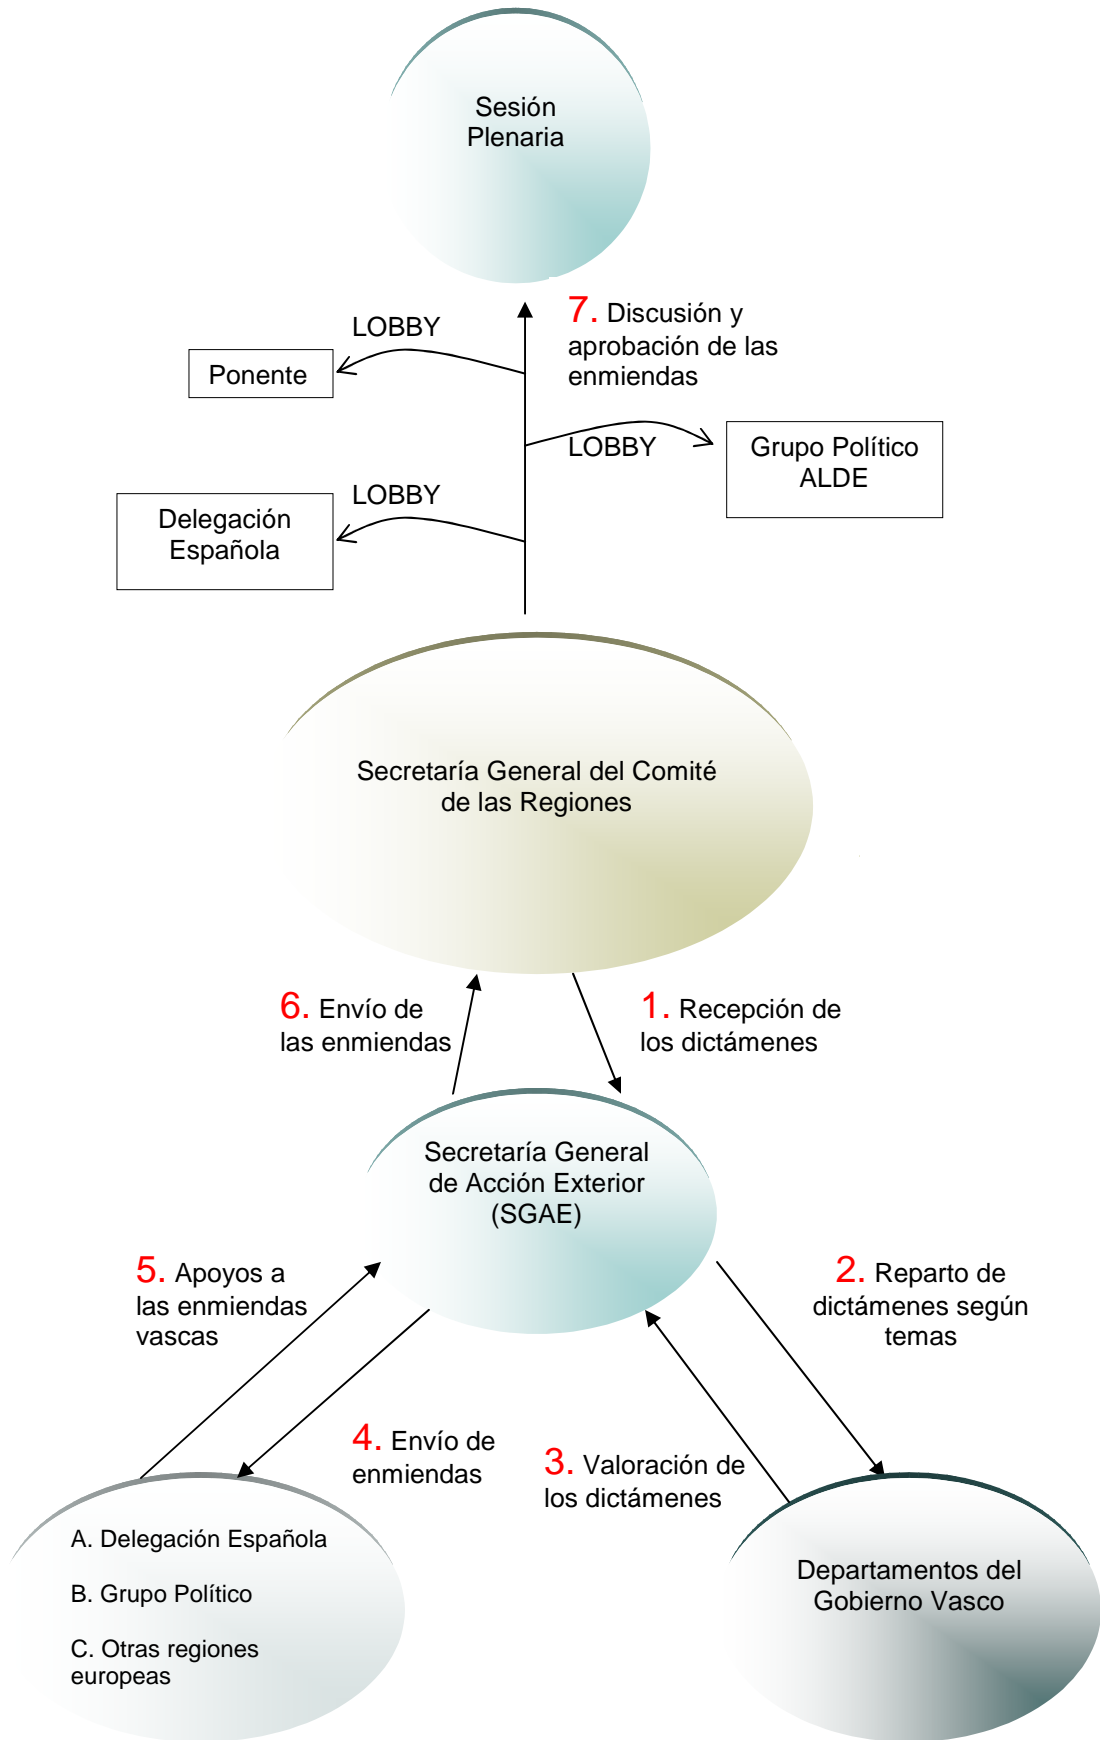 Sesión
Plenaria
7. Discusión y
aprobación de las
enmiendas
LOBBY
Ponente
LOBBY
Grupo Político
ALDE
LOBBY
Delegación
Española
Secretaría General del Comité
de las Regiones
6. Envío de
las enmiendas
1. Recepción de
los dictámenes
Secretaría General
de Acción Exterior
(SGAE)
5. Apoyos a
las enmiendas
vascas
2. Reparto de
dictámenes según
temas
4. Envío de
enmiendas
3. Valoración de
los dictámenes
A. Delegación Española
B. Grupo Político
C. Otras regiones
europeas
Departamentos del
Gobierno Vasco